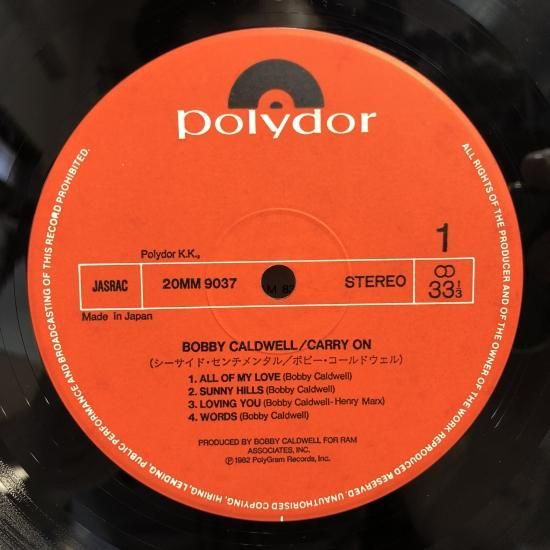 polydor
1
Polydor K.K.,
JASRAC
20MM 9037
STEREO
33 1/3
Made in Japan
BOBBY CALDWELL/CARRY ON
(シーサイド・センチメンタル/ボビー・コールドウェル)
1. ALL OF MY LOVE (Bobby Caldwell)
2. SUNNY HILLS (Bobby Caldwell)
3. LOVING YOU (Bobby Caldwell-Henry Marx)
4. WORDS (Bobby Caldwell)
PRODUCED BY BOBBY CALDWELL FOR RAM
ASSOCIATES, INC.
Ⓟ 1982 PolyGram Records, Inc.
ALL RIGHTS OF THE PRODUCER AND OF THE OWNER OF THE WORK REPRODUCED RESERVED. UNAUTHORISED COPYING, HIRING, LENDING, PUBLIC PERFORMANCE AND BROADCASTING OF THIS RECORD PROHIBITED.